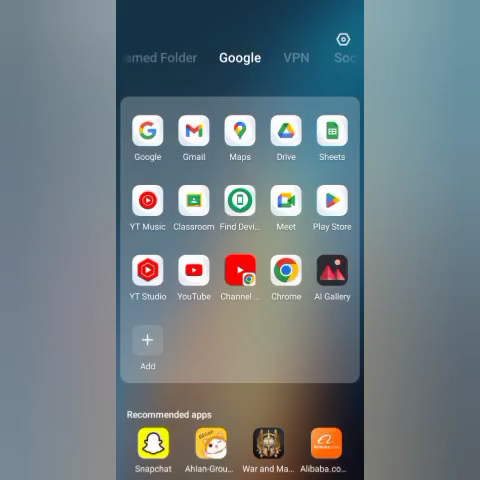 amed Folder Google VPN Soc
Google Gmail Maps Drive Sheets
YT Music Classroom Find Devi... Meet Play Store
YT Studio YouTube Channel ... Chrome AI Gallery
Add
Recommended apps
Snapchat Ahlan-Grou... War and Ma... Alibaba.co...